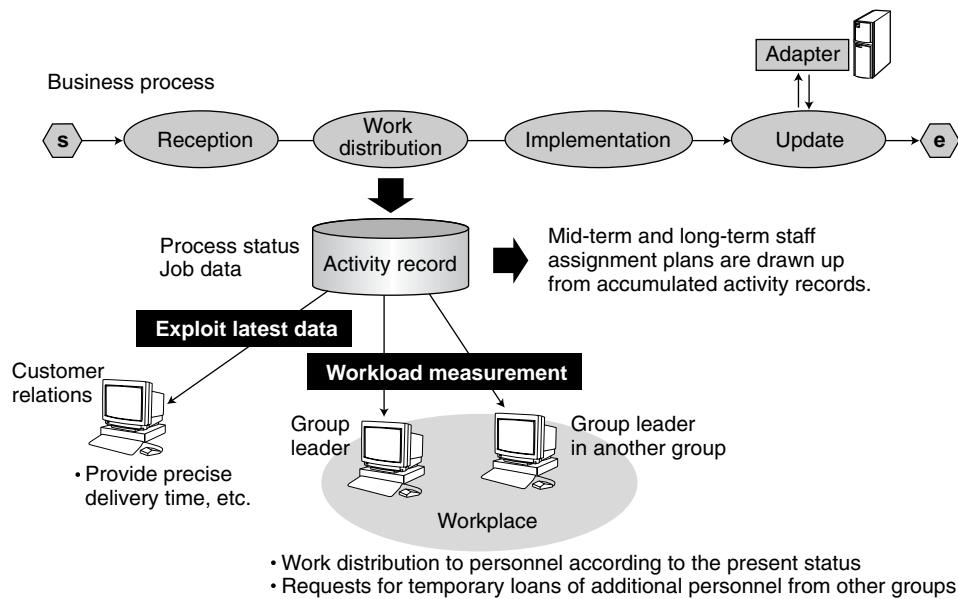 Adapter
Business process
s
Reception
Work
distribution
Implementation
Update
e
Process status
Job data
Activity record
Mid-term and long-term staff
assignment plans are drawn up
from accumulated activity records.
Exploit latest data
Workload measurement
Customer
relations
Group
leader
Group leader
in another group
• Provide precise
delivery time, etc.
Workplace
• Work distribution to personnel according to the present status
• Requests for temporary loans of additional personnel from other groups